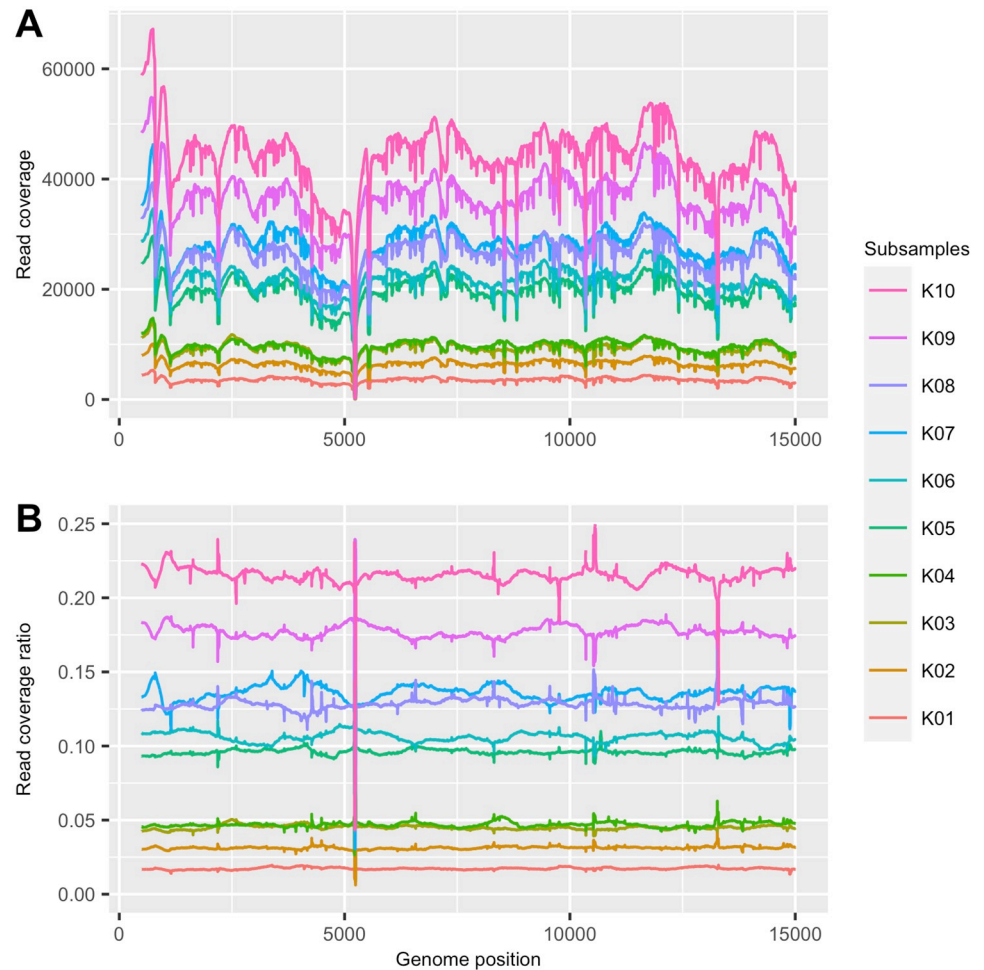 A
Read coverage
60000
40000
20000
0
0 5000 10000 15000
B
Read coverage ratio
0.25
0.20
0.15
0.10
0.05
0.00
0 5000 10000 15000
Genome position
Subsamples
K10
K09
K08
K07
K06
K05
K04
K03
K02
K01